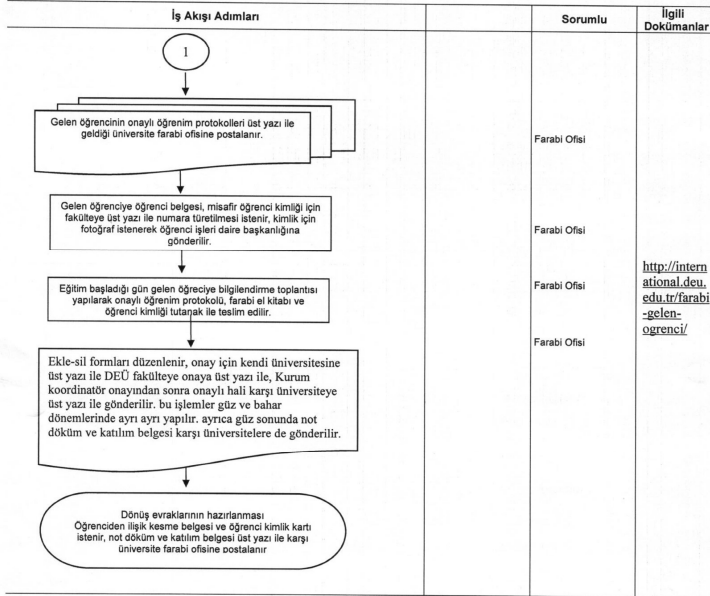 İş Akışı Adımları
Sorumlu
İlgili
Dokümanlar
1
Gelen öğrencinin onaylı öğrenim protokolleri üst yazı ile
geldiği üniversite farabi ofisine postalanır.
Farabi Ofisi
Gelen öğrenciye öğrenci belgesi, misafir öğrenci kimliği için
fakülteye üst yazı ile numara türetilmesi istenir, kimlik için
fotoğraf istenerek öğrenci işleri daire başkanlığına
gönderilir.
Farabi Ofisi
Eğitim başladığı gün gelen öğreciye bilgilendirme toplantısı
yapılarak onaylı öğrenim protokolü, farabi el kitabı ve
öğrenci kimliği tutanak ile teslim edilir.
Farabi Ofisi
http://intern
ational.deu.
edu.tr/farabi
-gelen-
ogrenci/
Farabi Ofisi
Ekle-sil formları düzenlenir, onay için kendi üniversitesine
üst yazı ile DEÜ fakülteye onaya üst yazı ile, Kurum
koordinatör onayından sonra onaylı hali karşı üniversiteye
üst yazı ile gönderilir. bu işlemler güz ve bahar
dönemlerinde ayrı ayrı yapılır. ayrıca güz sonunda not
döküm ve katılım belgesi karşı üniversitelere de gönderilir.
Dönüş evraklarının hazırlanması
Öğrenciden ilişik kesme belgesi ve öğrenci kimlik kartı
istenir, not döküm ve katılım belgesi üst yazı ile karşı
üniversite farabi ofisine postalanır